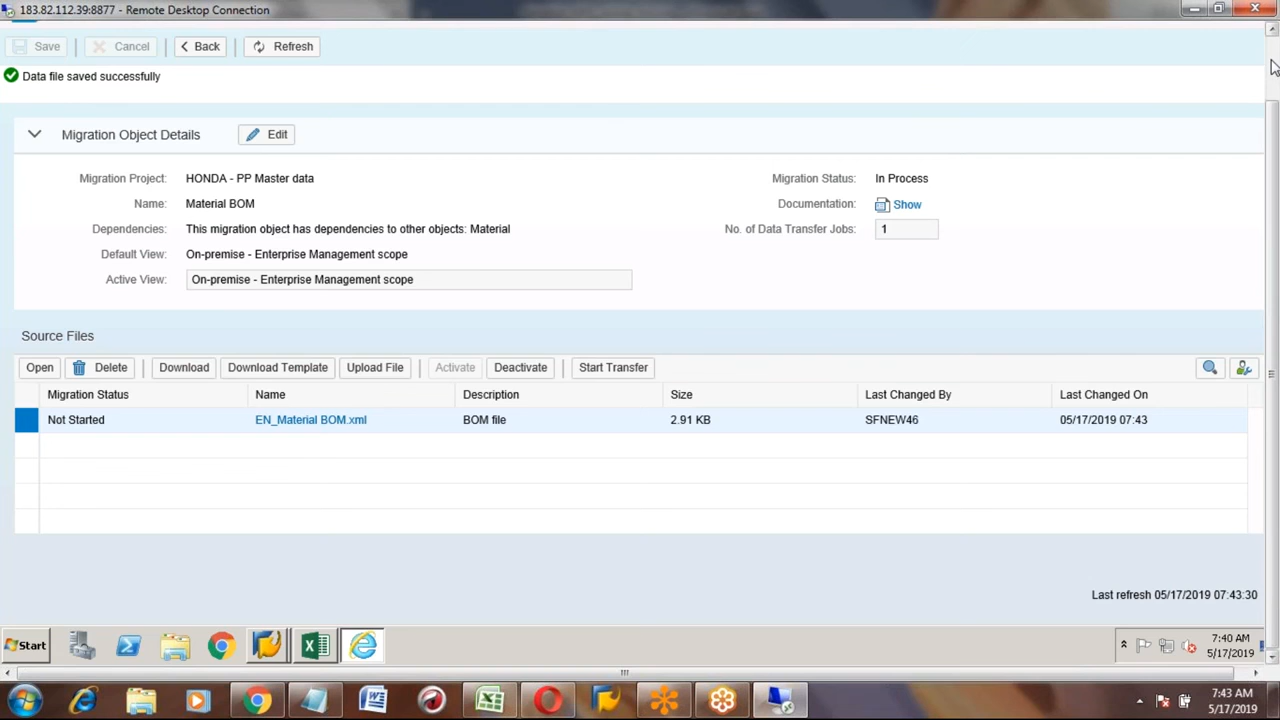 183.82.112.39:8877 - Remote Desktop Connection
Save Cancel Back Refresh
Data file saved successfully
Migration Object Details Edit
Migration Project: HONDA - PP Master data Migration Status: In Process
Name: Material BOM Documentation: Show
Dependencies: This migration object has dependencies to other objects: Material No. of Data Transfer Jobs: 1
Default View: On-premise - Enterprise Management scope
Active View: On-premise - Enterprise Management scope
Source Files
Open Delete Download Download Template Upload File Activate Deactivate Start Transfer
Migration Status Name Description Size Last Changed By Last Changed On
Not Started EN_Material BOM.xml BOM file 2.91 KB SFNEW46 05/17/2019 07:43
Last refresh 05/17/2019 07:43:30
Start 7:40 AM
5/17/2019
7:43 AM
5/17/2019